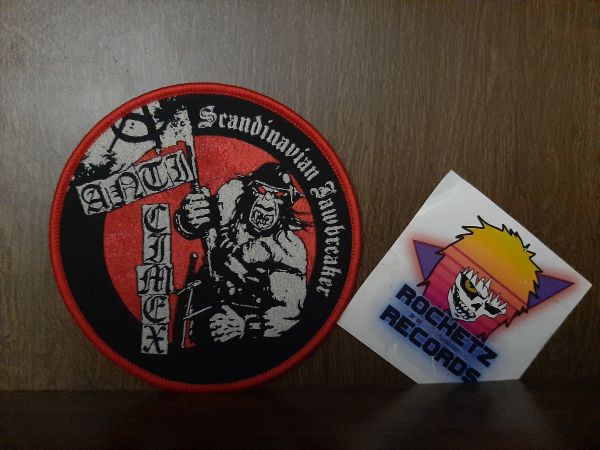 Scandinavian Jawbreaker
ANTI
CIMEX
ROCKETZ
RECORDS